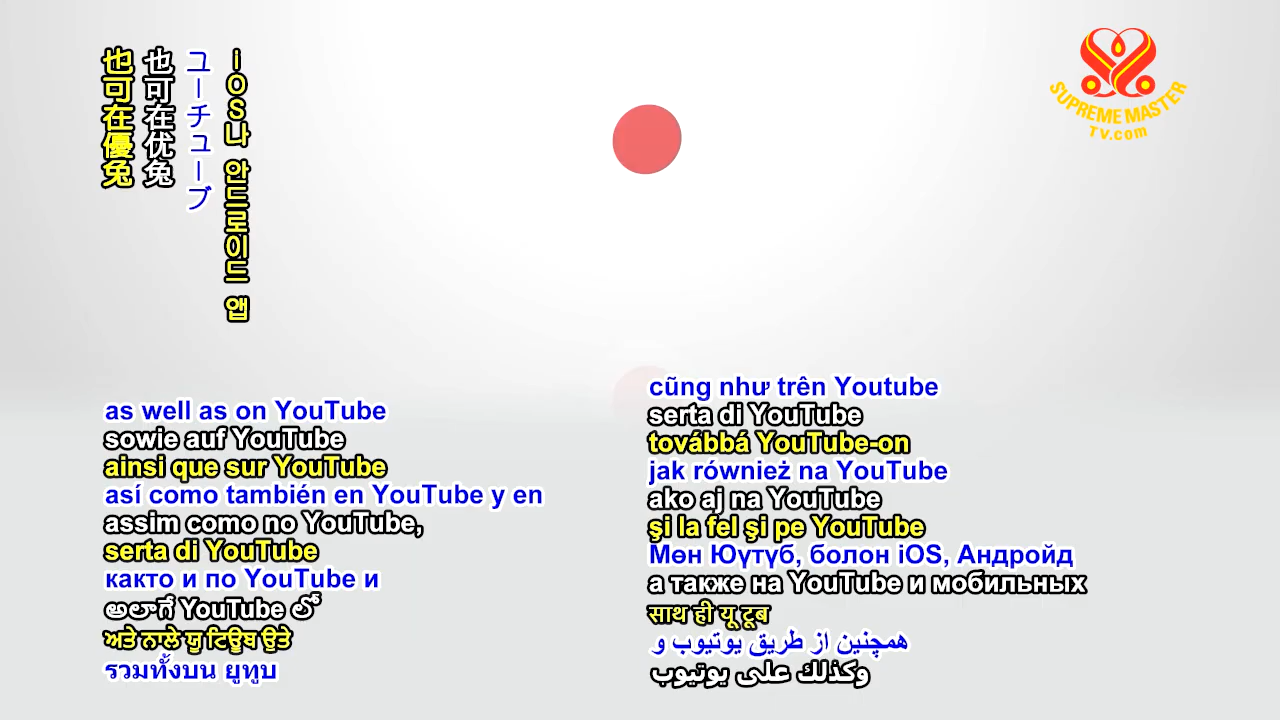 也可在優兔
也可在优兔
ユーチューブ
iOS나 안드로이드 앱
SUPREME MASTER
TV.com
as well as on YouTube
sowie auf YouTube
ainsi que sur YouTube
así como también en YouTube y en
assim como no YouTube,
serta di YouTube
както и по YouTube и
అలాగే YouTube లో
ਅਤੇ ਨਾਲੇ ਯੂ ਟਿਊਬ ਉਤੇ
รวมทั้งบน ยูทูบ
cũng như trên Youtube
serta di YouTube
továbbá YouTube-on
jak również na YouTube
ako aj na YouTube
şi la fel şi pe YouTube
Мөн Юүтүб, болон iOS, Андройд
а также на YouTube и мобильных
साथ ही यू टूब
همچنین از طریق یوتیوب و
وكذلك على يوتيوب